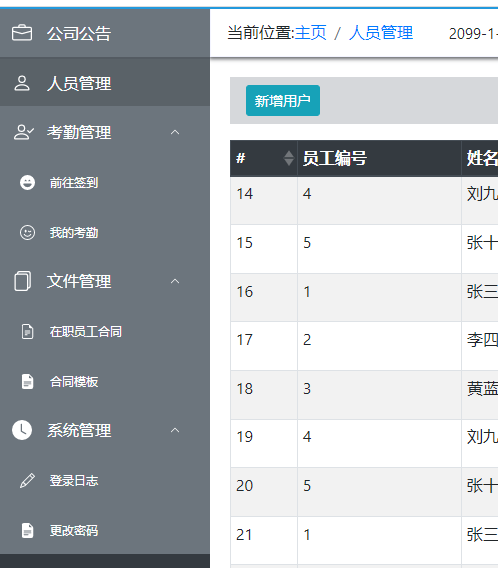 公司公告
人员管理
考勤管理
前往签到
我的考勤
文件管理
在职员工合同
合同模板
系统管理
登录日志
更改密码
当前位置:主页 / 人员管理 2099-1-
新增用户
# 员工编号 姓名
14 4 刘九
15 5 张十
16 1 张三
17 2 李四
18 3 黄蓝
19 4 刘九
20 5 张十
21 1 张三